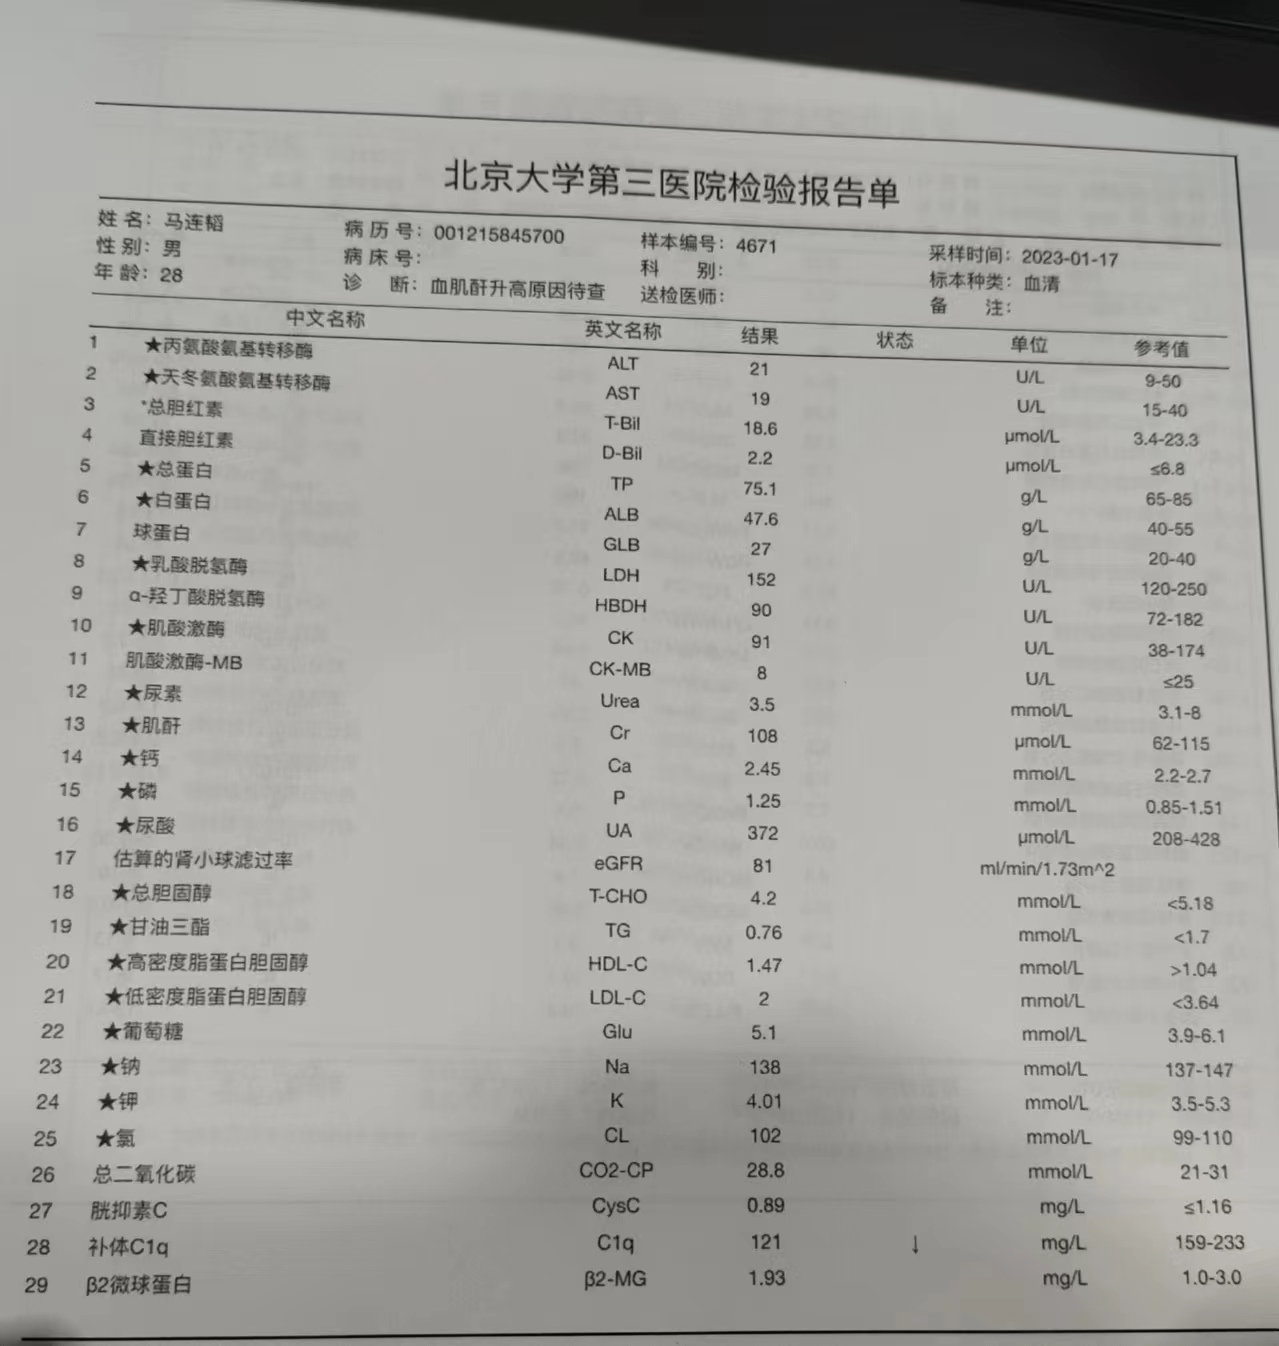 北京大学第三医院检验报告单
姓 名：马连韬 病 历 号：001215845700 样本编号：4671 采样时间：2023-01-17
性 别：男 病 床 号： 科 别： 标本种类：血清
年 龄：28 诊 断：血肌酐升高原因待查 送检医师： 备 注：
中文名称 英文名称 结果 状态 单位 参考值
1 ★丙氨酸氨基转移酶 ALT 21 U/L 9-50
2 ★天冬氨酸氨基转移酶 AST 19 U/L 15-40
3 *总胆红素 T-Bil 18.6 μmol/L 3.4-23.3
4 直接胆红素 D-Bil 2.2 μmol/L ≤6.8
5 ★总蛋白 TP 75.1 g/L 65-85
6 ★白蛋白 ALB 47.6 g/L 40-55
7 球蛋白 GLB 27 g/L 20-40
8 ★乳酸脱氢酶 LDH 152 U/L 120-250
9 α-羟丁酸脱氢酶 HBDH 90 U/L 72-182
10 ★肌酸激酶 CK 91 U/L 38-174
11 肌酸激酶-MB CK-MB 8 U/L ≤25
12 ★尿素 Urea 3.5 mmol/L 3.1-8
13 ★肌酐 Cr 108 μmol/L 62-115
14 ★钙 Ca 2.45 mmol/L 2.2-2.7
15 ★磷 P 1.25 mmol/L 0.85-1.51
16 ★尿酸 UA 372 μmol/L 208-428
17 估算的肾小球滤过率 eGFR 81 ml/min/1.73m^2
18 ★总胆固醇 T-CHO 4.2 mmol/L <5.18
19 ★甘油三酯 TG 0.76 mmol/L <1.7
20 ★高密度脂蛋白胆固醇 HDL-C 1.47 mmol/L >1.04
21 ★低密度脂蛋白胆固醇 LDL-C 2 mmol/L <3.64
22 ★葡萄糖 Glu 5.1 mmol/L 3.9-6.1
23 ★钠 Na 138 mmol/L 137-147
24 ★钾 K 4.01 mmol/L 3.5-5.3
25 ★氯 CL 102 mmol/L 99-110
26 总二氧化碳 CO2-CP 28.8 mmol/L 21-31
27 胱抑素C CysC 0.89 mg/L ≤1.16
28 补体C1q C1q 121 ↓ mg/L 159-233
29 β2微球蛋白 β2-MG 1.93 mg/L 1.0-3.0